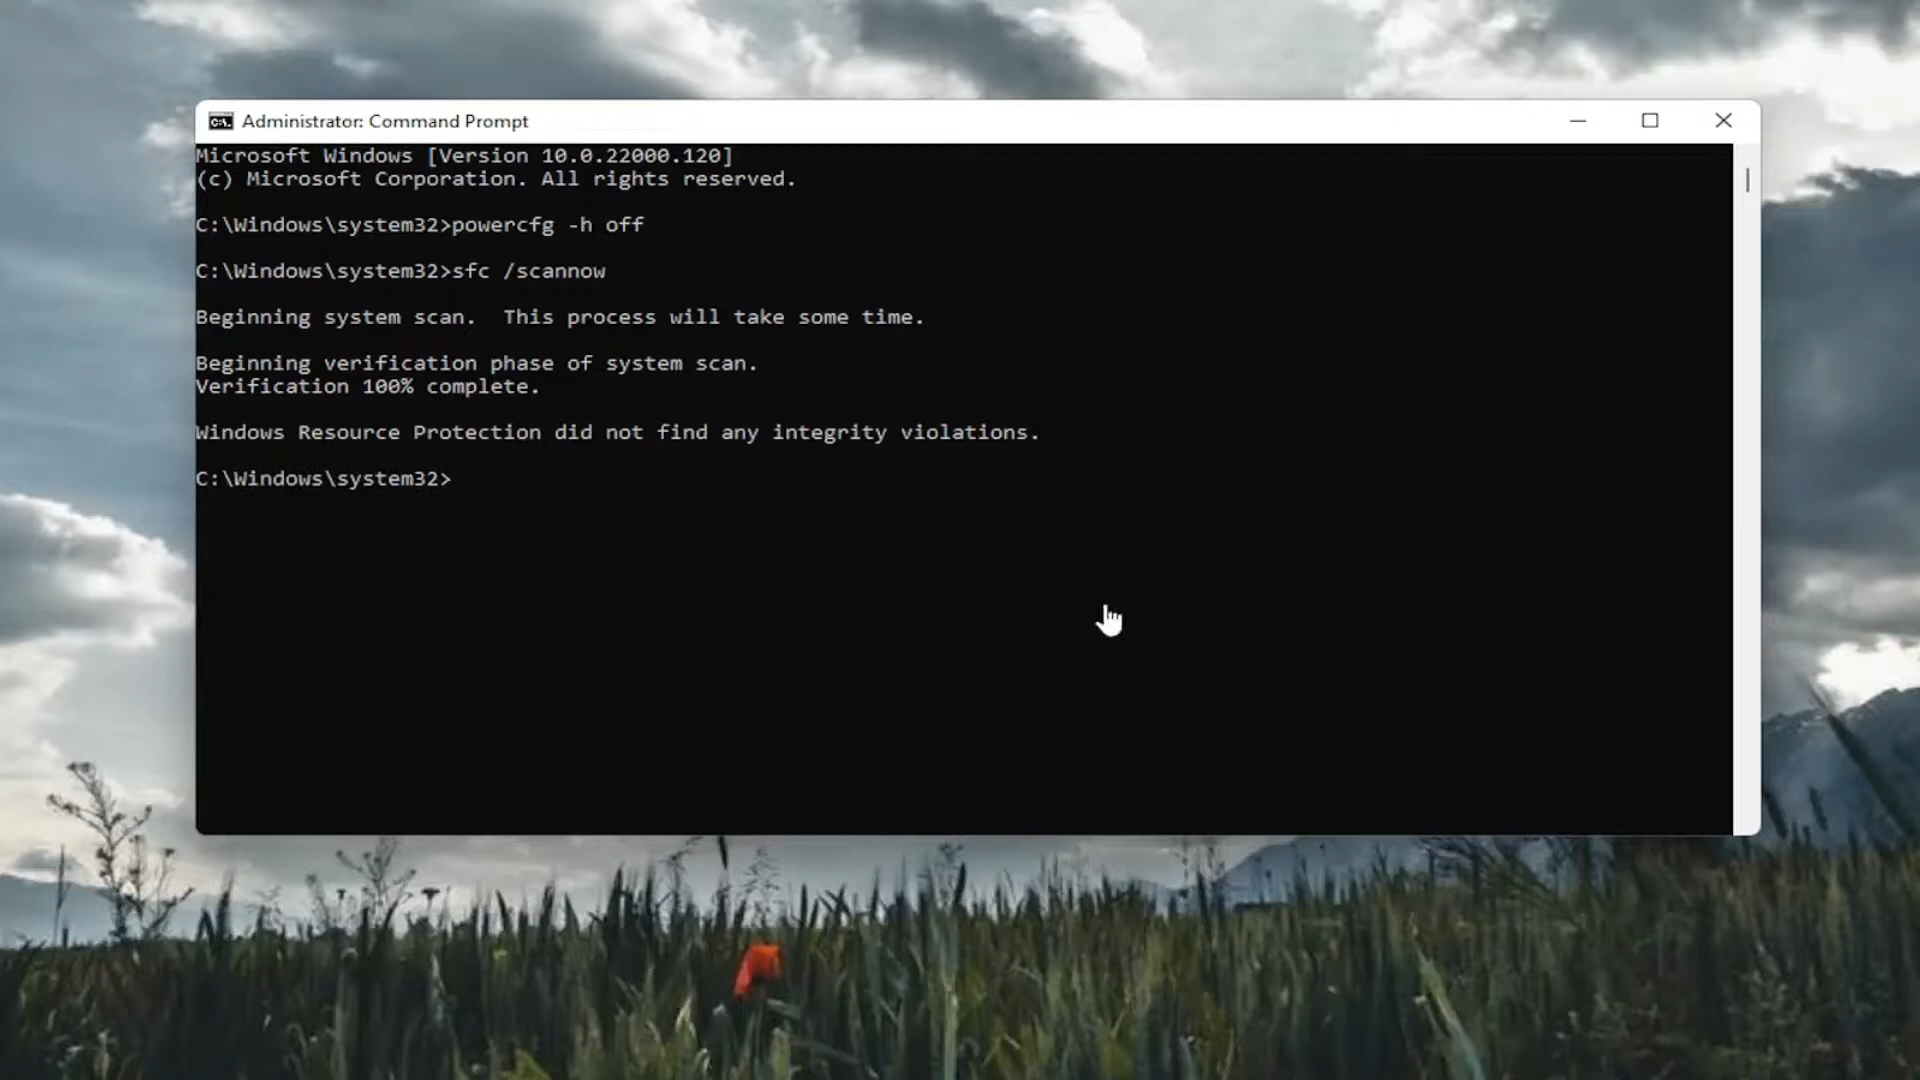 Administrator: Command Prompt
Microsoft Windows [Version 10.0.22000.120]
(c) Microsoft Corporation. All rights reserved.
C:\Windows\system32>powercfg -h off
C:\Windows\system32>sfc /scannow
Beginning system scan.  This process will take some time.
Beginning verification phase of system scan.
Verification 100% complete.
Windows Resource Protection did not find any integrity violations.
C:\Windows\system32>